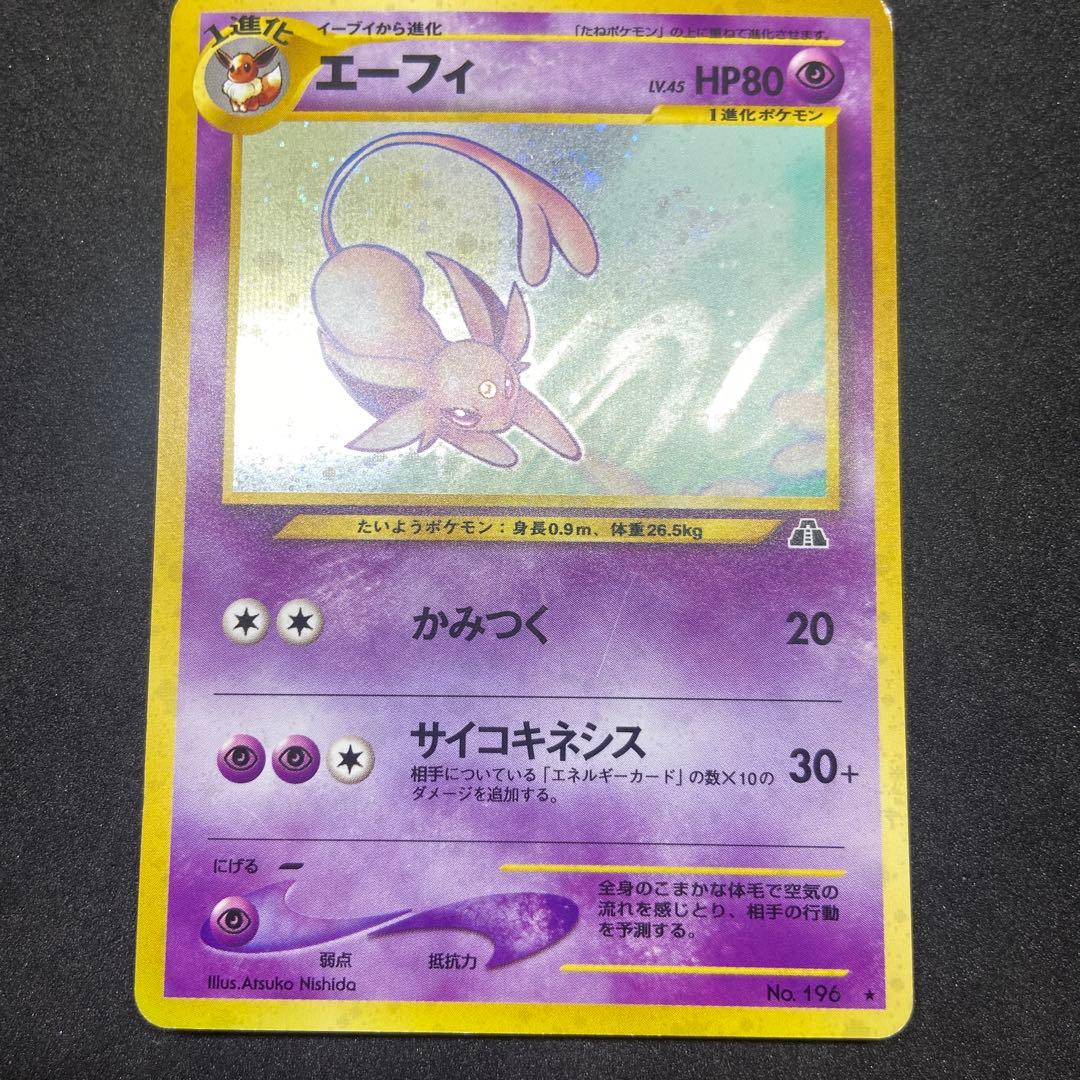 1進化
イーブイから進化
「たねポケモン」の上に重ねて進化させます。
エーフィ
LV.45 HP80
1進化ポケモン
たいようポケモン：身長0.9m、体重26.5kg
かみつく 20
サイコキネシス
相手についている「エネルギーカード」の数×10の
ダメージを追加する。
30+
にげる
全身のこまかな体毛で空気の
流れを感じとり、相手の行動
を予測する。
弱点 抵抗力
Illus.Atsuko Nishida
No. 196 ★